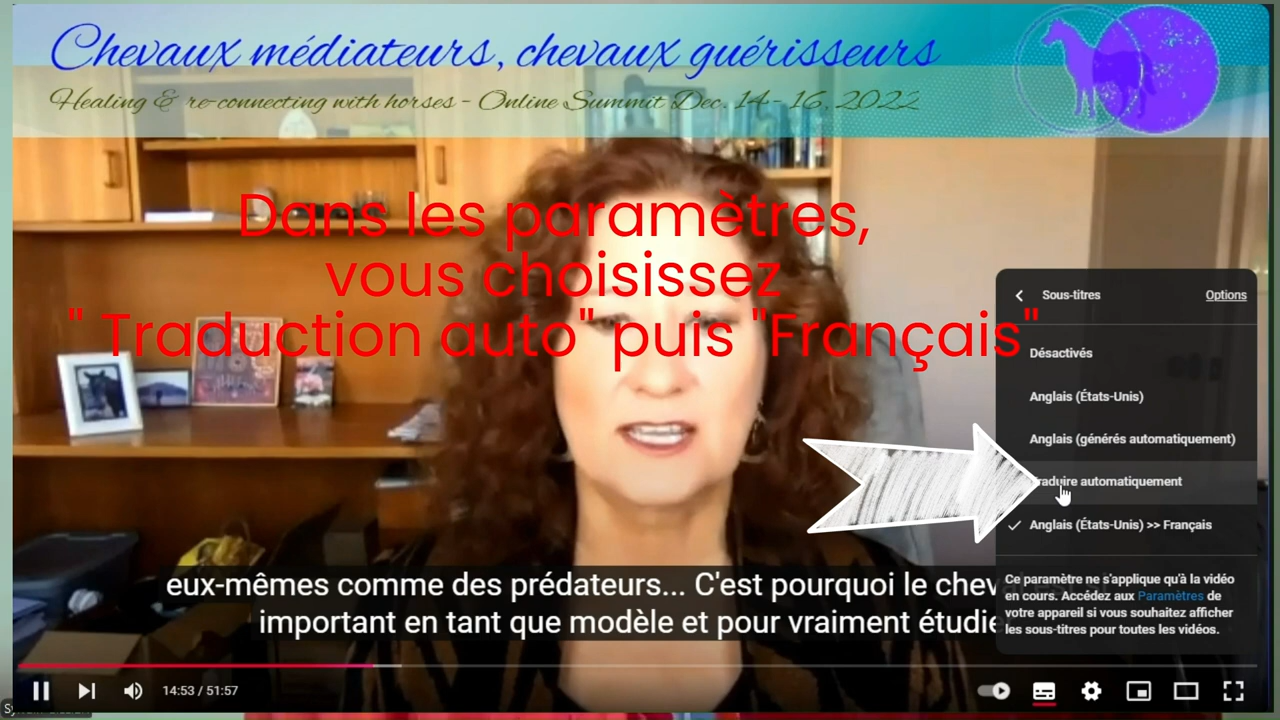 Chevaux médiateurs, chevaux guérisseurs
Healing & re-connecting with horses - Online Summit Dec. 14 - 16, 2022
Dans les paramètres,
vous choisissez
" Traduction auto" puis "Français"
Sous-titres
Options
Désactivés
Anglais (États-Unis)
Anglais (générés automatiquement)
raduire automatiquement
Anglais (États-Unis) >> Français
Ce paramètre ne s'applique qu'à la vidéo
en cours. Accédez aux Paramètres de
votre appareil si vous souhaitez afficher
les sous-titres pour toutes les vidéos.
eux-mêmes comme des prédateurs... C'est pourquoi le chev
important en tant que modèle et pour vraiment étudie
14:53 / 51:57